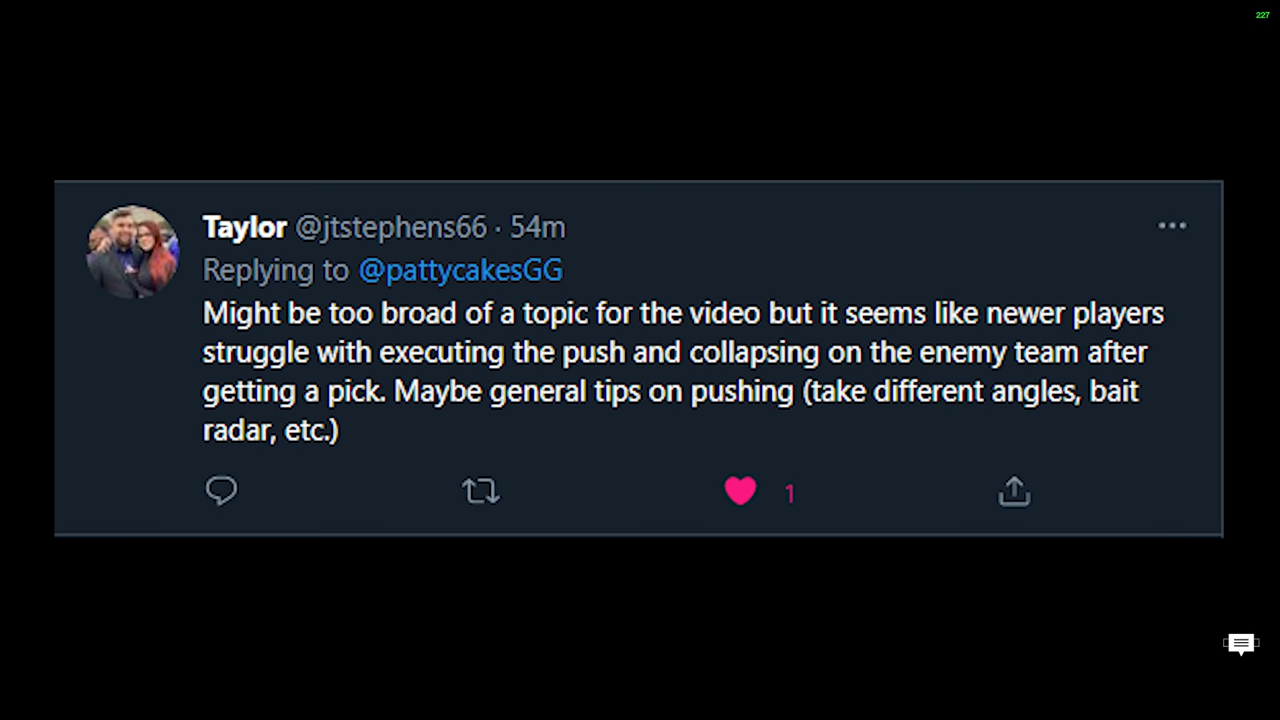 227
Taylor @jtstephens66 · 54m
Replying to @pattycakesGG
Might be too broad of a topic for the video but it seems like newer players
struggle with executing the push and collapsing on the enemy team after
getting a pick. Maybe general tips on pushing (take different angles, bait
radar, etc.)
1